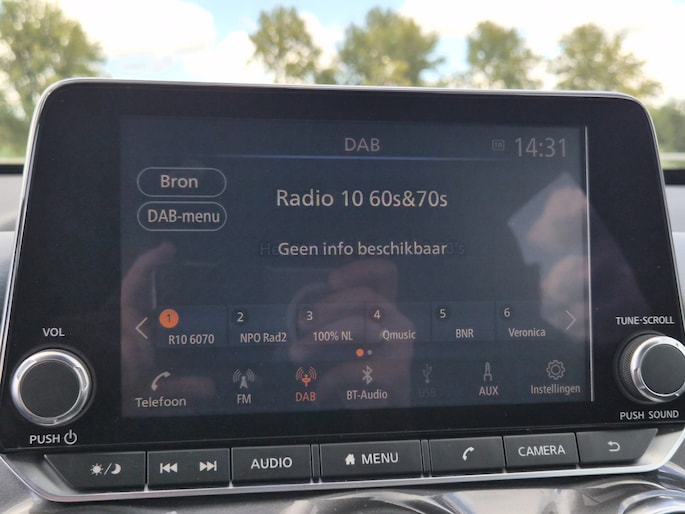 DAB
14:31
Bron
Radio 10 60s&70s
DAB-menu
Geen info beschikbaar
1 2 3 4 5 6
R10 6070 NPO Rad2 100% NL Qmusic BNR Veronica
Telefoon FM DAB BT-Audio USB AUX Instellingen
VOL
PUSH
TUNE-SCROLL
PUSH SOUND
AUDIO MENU CAMERA